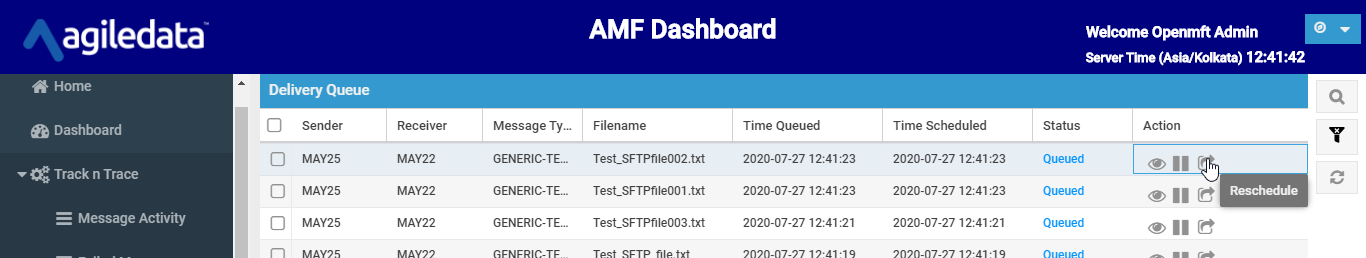 agiledata™
AMF Dashboard
Welcome Openmft Admin
Server Time (Asia/Kolkata) 12:41:42
Home
Dashboard
Track n Trace
Message Activity
Delivery Queue
Sender Receiver Message Ty... Filename Time Queued Time Scheduled Status Action
MAY25 MAY22 GENERIC-TE... Test_SFTPfile002.txt 2020-07-27 12:41:23 2020-07-27 12:41:23 Queued
Reschedule
MAY25 MAY22 GENERIC-TE... Test_SFTPfile001.txt 2020-07-27 12:41:23 2020-07-27 12:41:23 Queued
MAY25 MAY22 GENERIC-TE... Test_SFTPfile003.txt 2020-07-27 12:41:21 2020-07-27 12:41:21 Queued
MAY25 MAY22 GENERIC-TE... Test_SFTP_file.txt 2020-07-27 12:41:19 2020-07-27 12:41:19 Queued